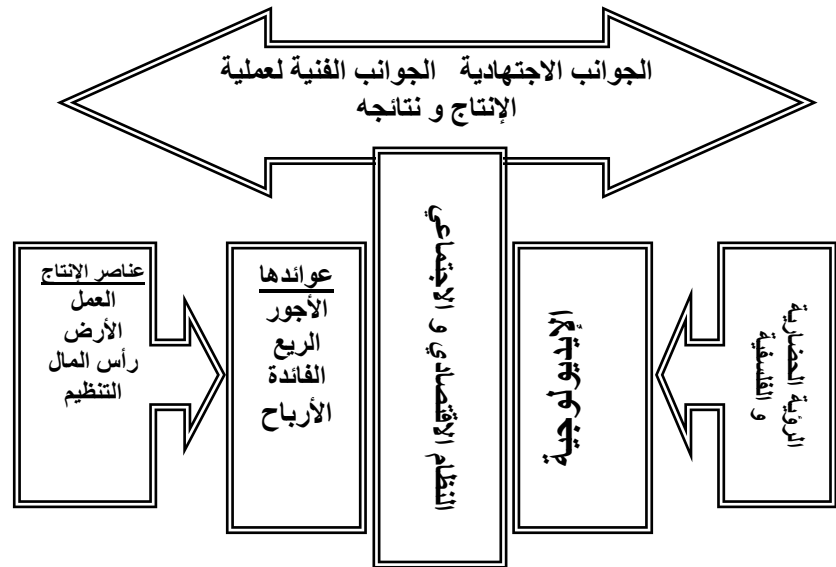 الجوانب الاجتهادية الجوانب الفنية لعملية
الإنتاج و نتائجه
الرؤية الحضارية
و الفلسفية
النظام الاقتصادي و الاجتماعي
عوائدها
الأجور
الريع
الفائدة
الأرباح
عناصر الإنتاج
العمل
الأرض
رأس المال
التنظيم